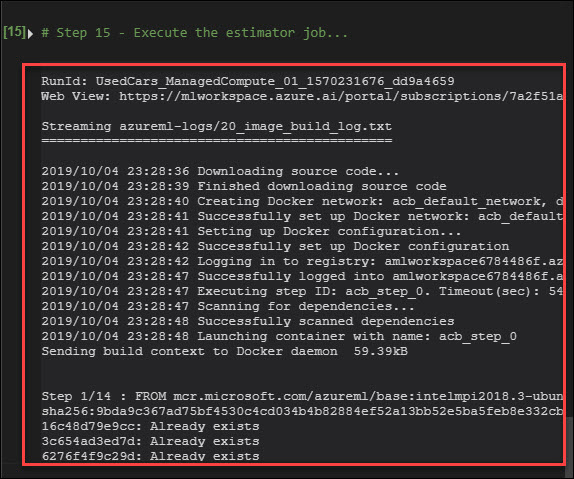 [15] # Step 15 - Execute the estimator job...
RunId: UsedCars_ManagedCompute_01_1570231676_dd9a4659
Web View: https://mlworkspace.azure.ai/portal/subscriptions/7a2f51a
Streaming azureml-logs/20_image_build_log.txt
=============================================
2019/10/04 23:28:36 Downloading source code...
2019/10/04 23:28:39 Finished downloading source code
2019/10/04 23:28:40 Creating Docker network: acb_default_network, d
2019/10/04 23:28:41 Successfully set up Docker network: acb_default
2019/10/04 23:28:41 Setting up Docker configuration...
2019/10/04 23:28:42 Successfully set up Docker configuration
2019/10/04 23:28:42 Logging in to registry: amlworkspace6784486f.az
2019/10/04 23:28:47 Successfully logged into amlworkspace6784486f.a
2019/10/04 23:28:47 Executing step ID: acb_step_0. Timeout(sec): 54
2019/10/04 23:28:47 Scanning for dependencies...
2019/10/04 23:28:48 Successfully scanned dependencies
2019/10/04 23:28:48 Launching container with name: acb_step_0
Sending build context to Docker daemon  59.39kB
Step 1/14 : FROM mcr.microsoft.com/azureml/base:intelmpi2018.3-ubun
sha256:9bda9c367ad75bf4530c4cd034b4b82884ef52a13bb52e5ba5feb8e332cb
16c48d79e9cc: Already exists
3c654ad3ed7d: Already exists
6276f4f9c29d: Already exists